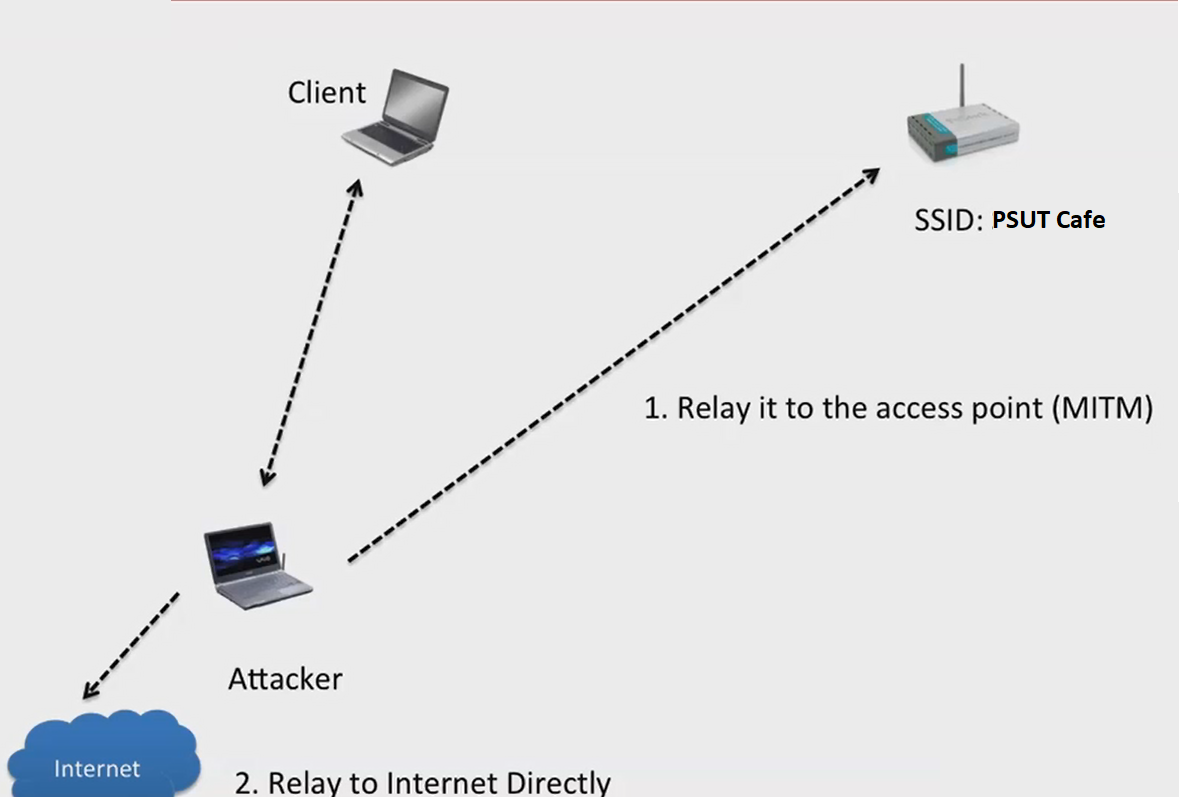 Client
SSID: PSUT Cafe
1. Relay it to the access point (MITM)
Attacker
Internet
2. Relay to Internet Directly